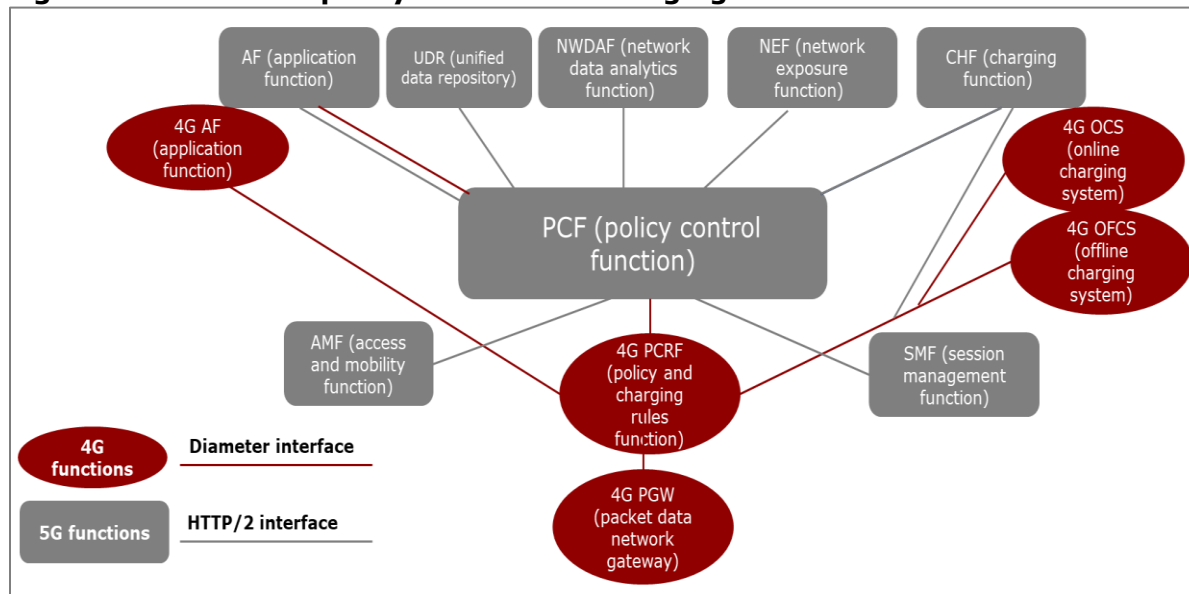 AF (application
function)
UDR (unified
data repository)
NWDAF (network
data analytics
function)
NEF (network
exposure
function)
CHF (charging
function)
4G AF
(application
function)
4G OCS
(online
charging
system)
PCF (policy control
function)
4G OFCS
(offline
charging
system)
AMF (access
and mobility
function)
4G PCRF
(policy and
charging
rules
function)
SMF (session
management
function)
4G
functions
Diameter interface
4G PGW
(packet data
network
gateway)
5G functions
HTTP/2 interface